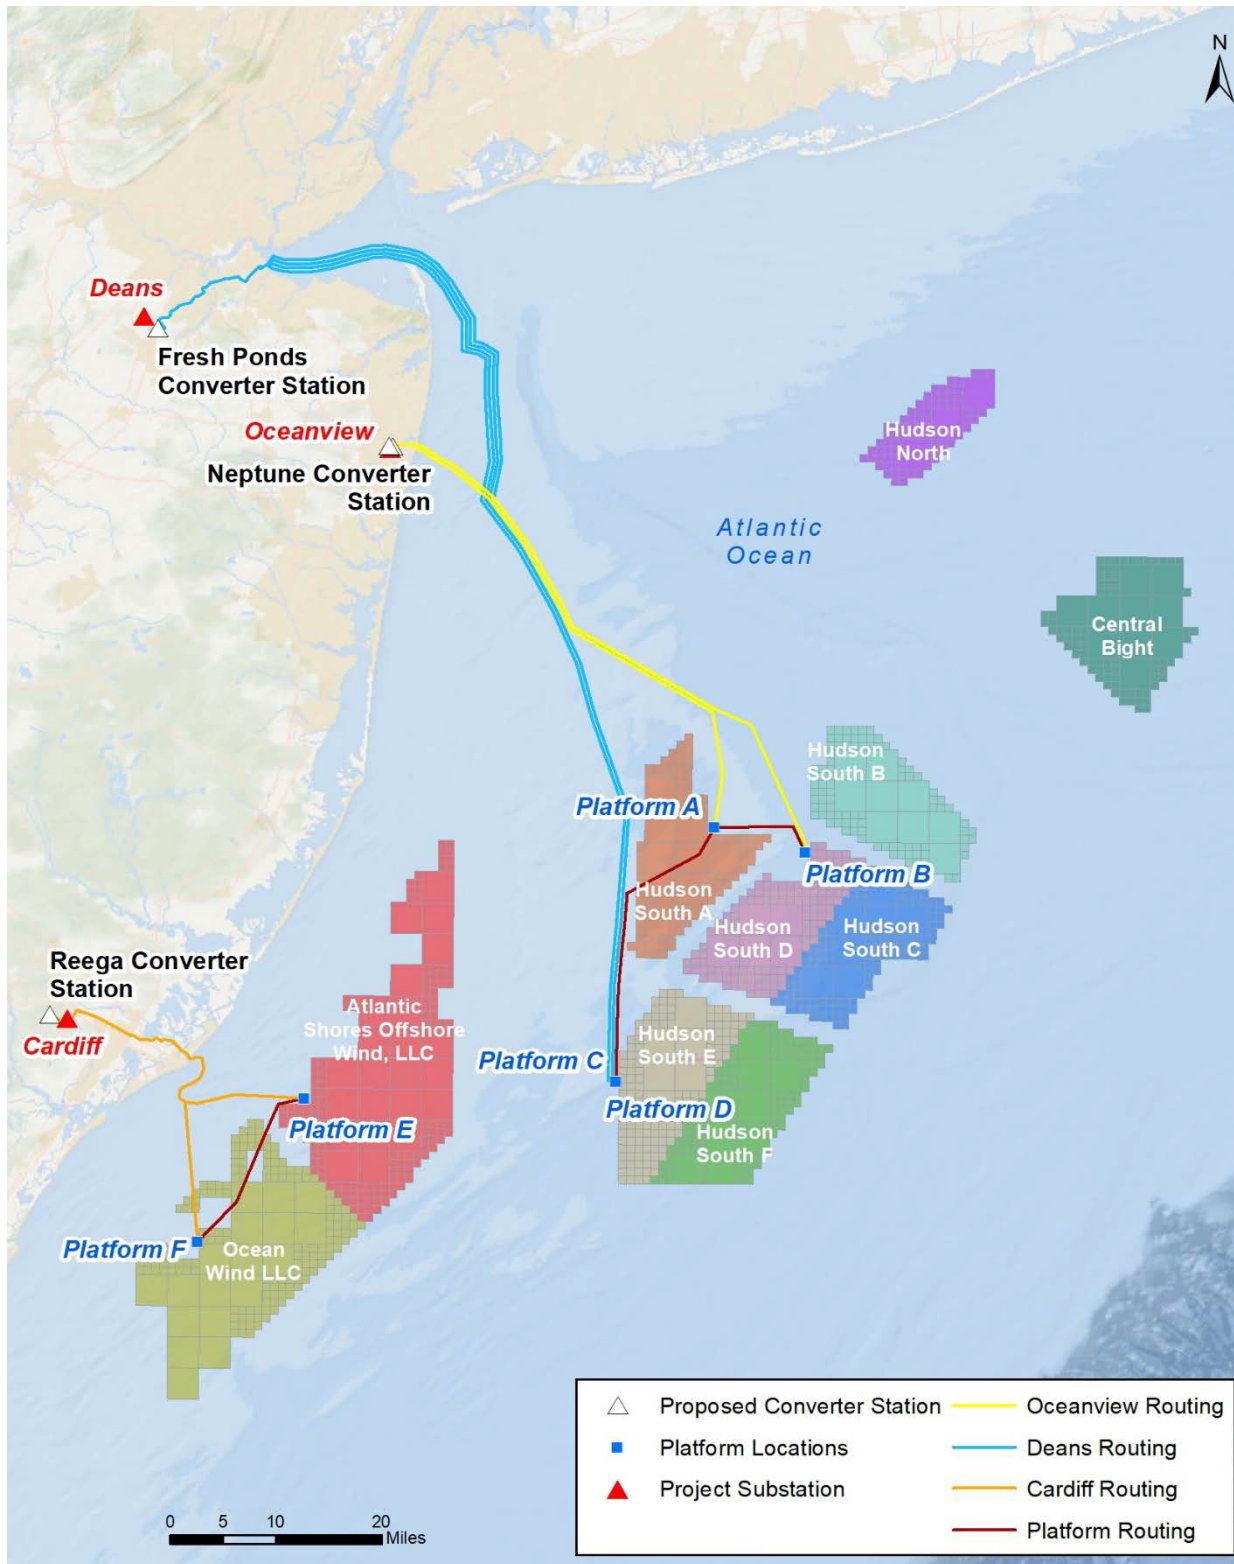 N
Deans
Fresh Ponds
Converter Station
Oceanview
Neptune Converter
Station
Hudson
North
Atlantic
Ocean
Central
Bight
Hudson
South B
Platform A
Platform B
Hudson
South A
Hudson
South D
Hudson
South C
Reega Converter
Station
Cardiff
Atlantic
Shores Offshore
Wind, LLC
Hudson
South E
Platform C
Platform D
Platform E
Hudson
South F
Platform F
Ocean
Wind LLC
Proposed Converter Station
Platform Locations
Project Substation
Oceanview Routing
Deans Routing
Cardiff Routing
Platform Routing
0 5 10 20
Miles